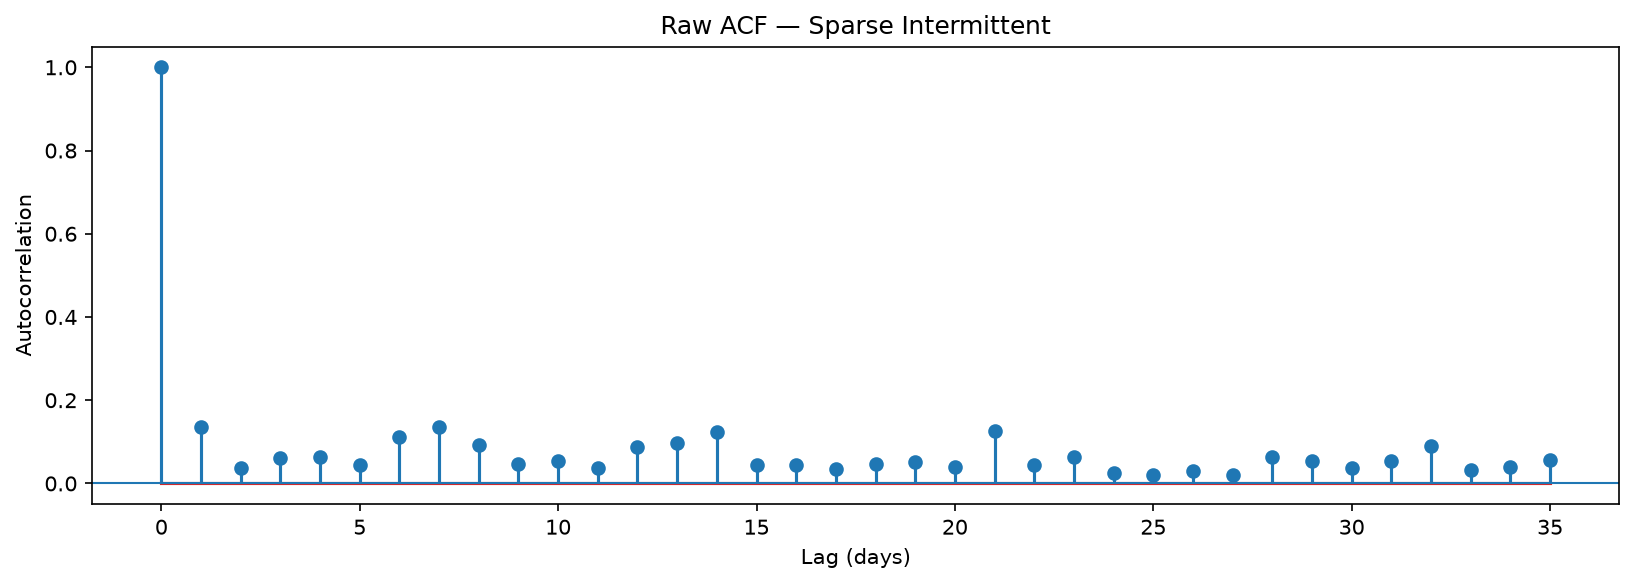 Raw ACF — Sparse Intermittent
1.0
0.8
0.6
0.4
0.2
0.0
Autocorrelation
0 5 10 15 20 25 30 35
Lag (days)